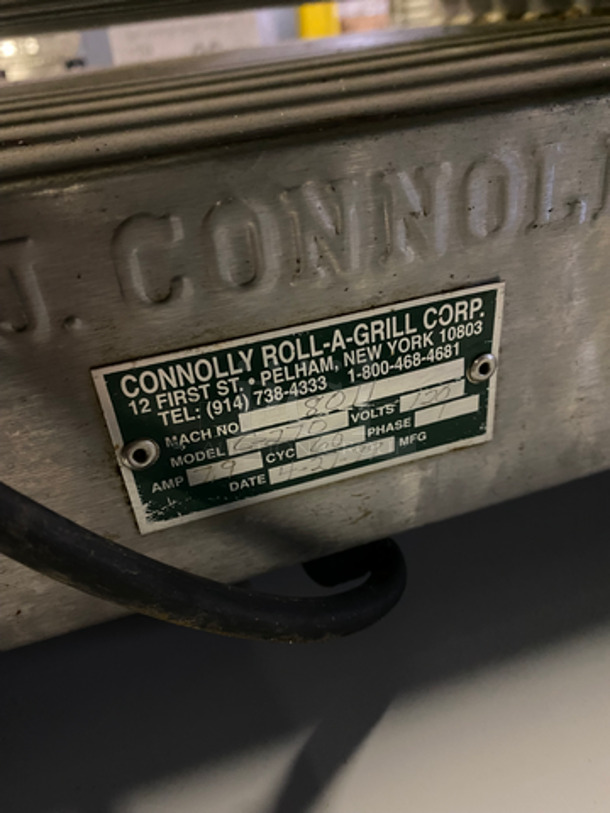 J. CONNOL
CONNOLLY ROLL-A-GRILL CORP.
12 FIRST ST. • PELHAM, NEW YORK 10803
TEL: (914) 738-4333 1-800-468-4681
MACH NO 8011
MODEL G-270 VOLTS 120
AMP 7.9 CYC 60 PHASE 1
DATE MFG